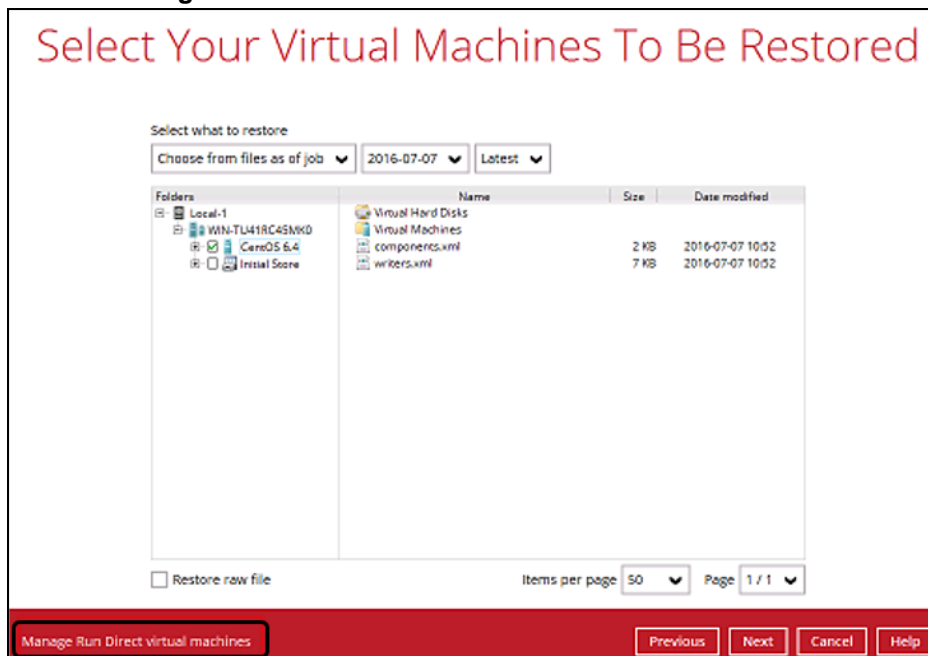 Select Your Virtual Machines To Be Restored
Select what to restore
Choose from files as of job 2016-07-07 Latest
Folders Name Size Date modified
Local-1 Virtual Hard Disks
WIN-TU41RC45MK0 Virtual Machines
CentOS 6.4 components.xml 2 KB 2016-07-07 10:52
Initial Store writers.xml 7 KB 2016-07-07 10:52
Restore raw file Items per page 50 Page 1 / 1
Manage Run Direct virtual machines Previous Next Cancel Help